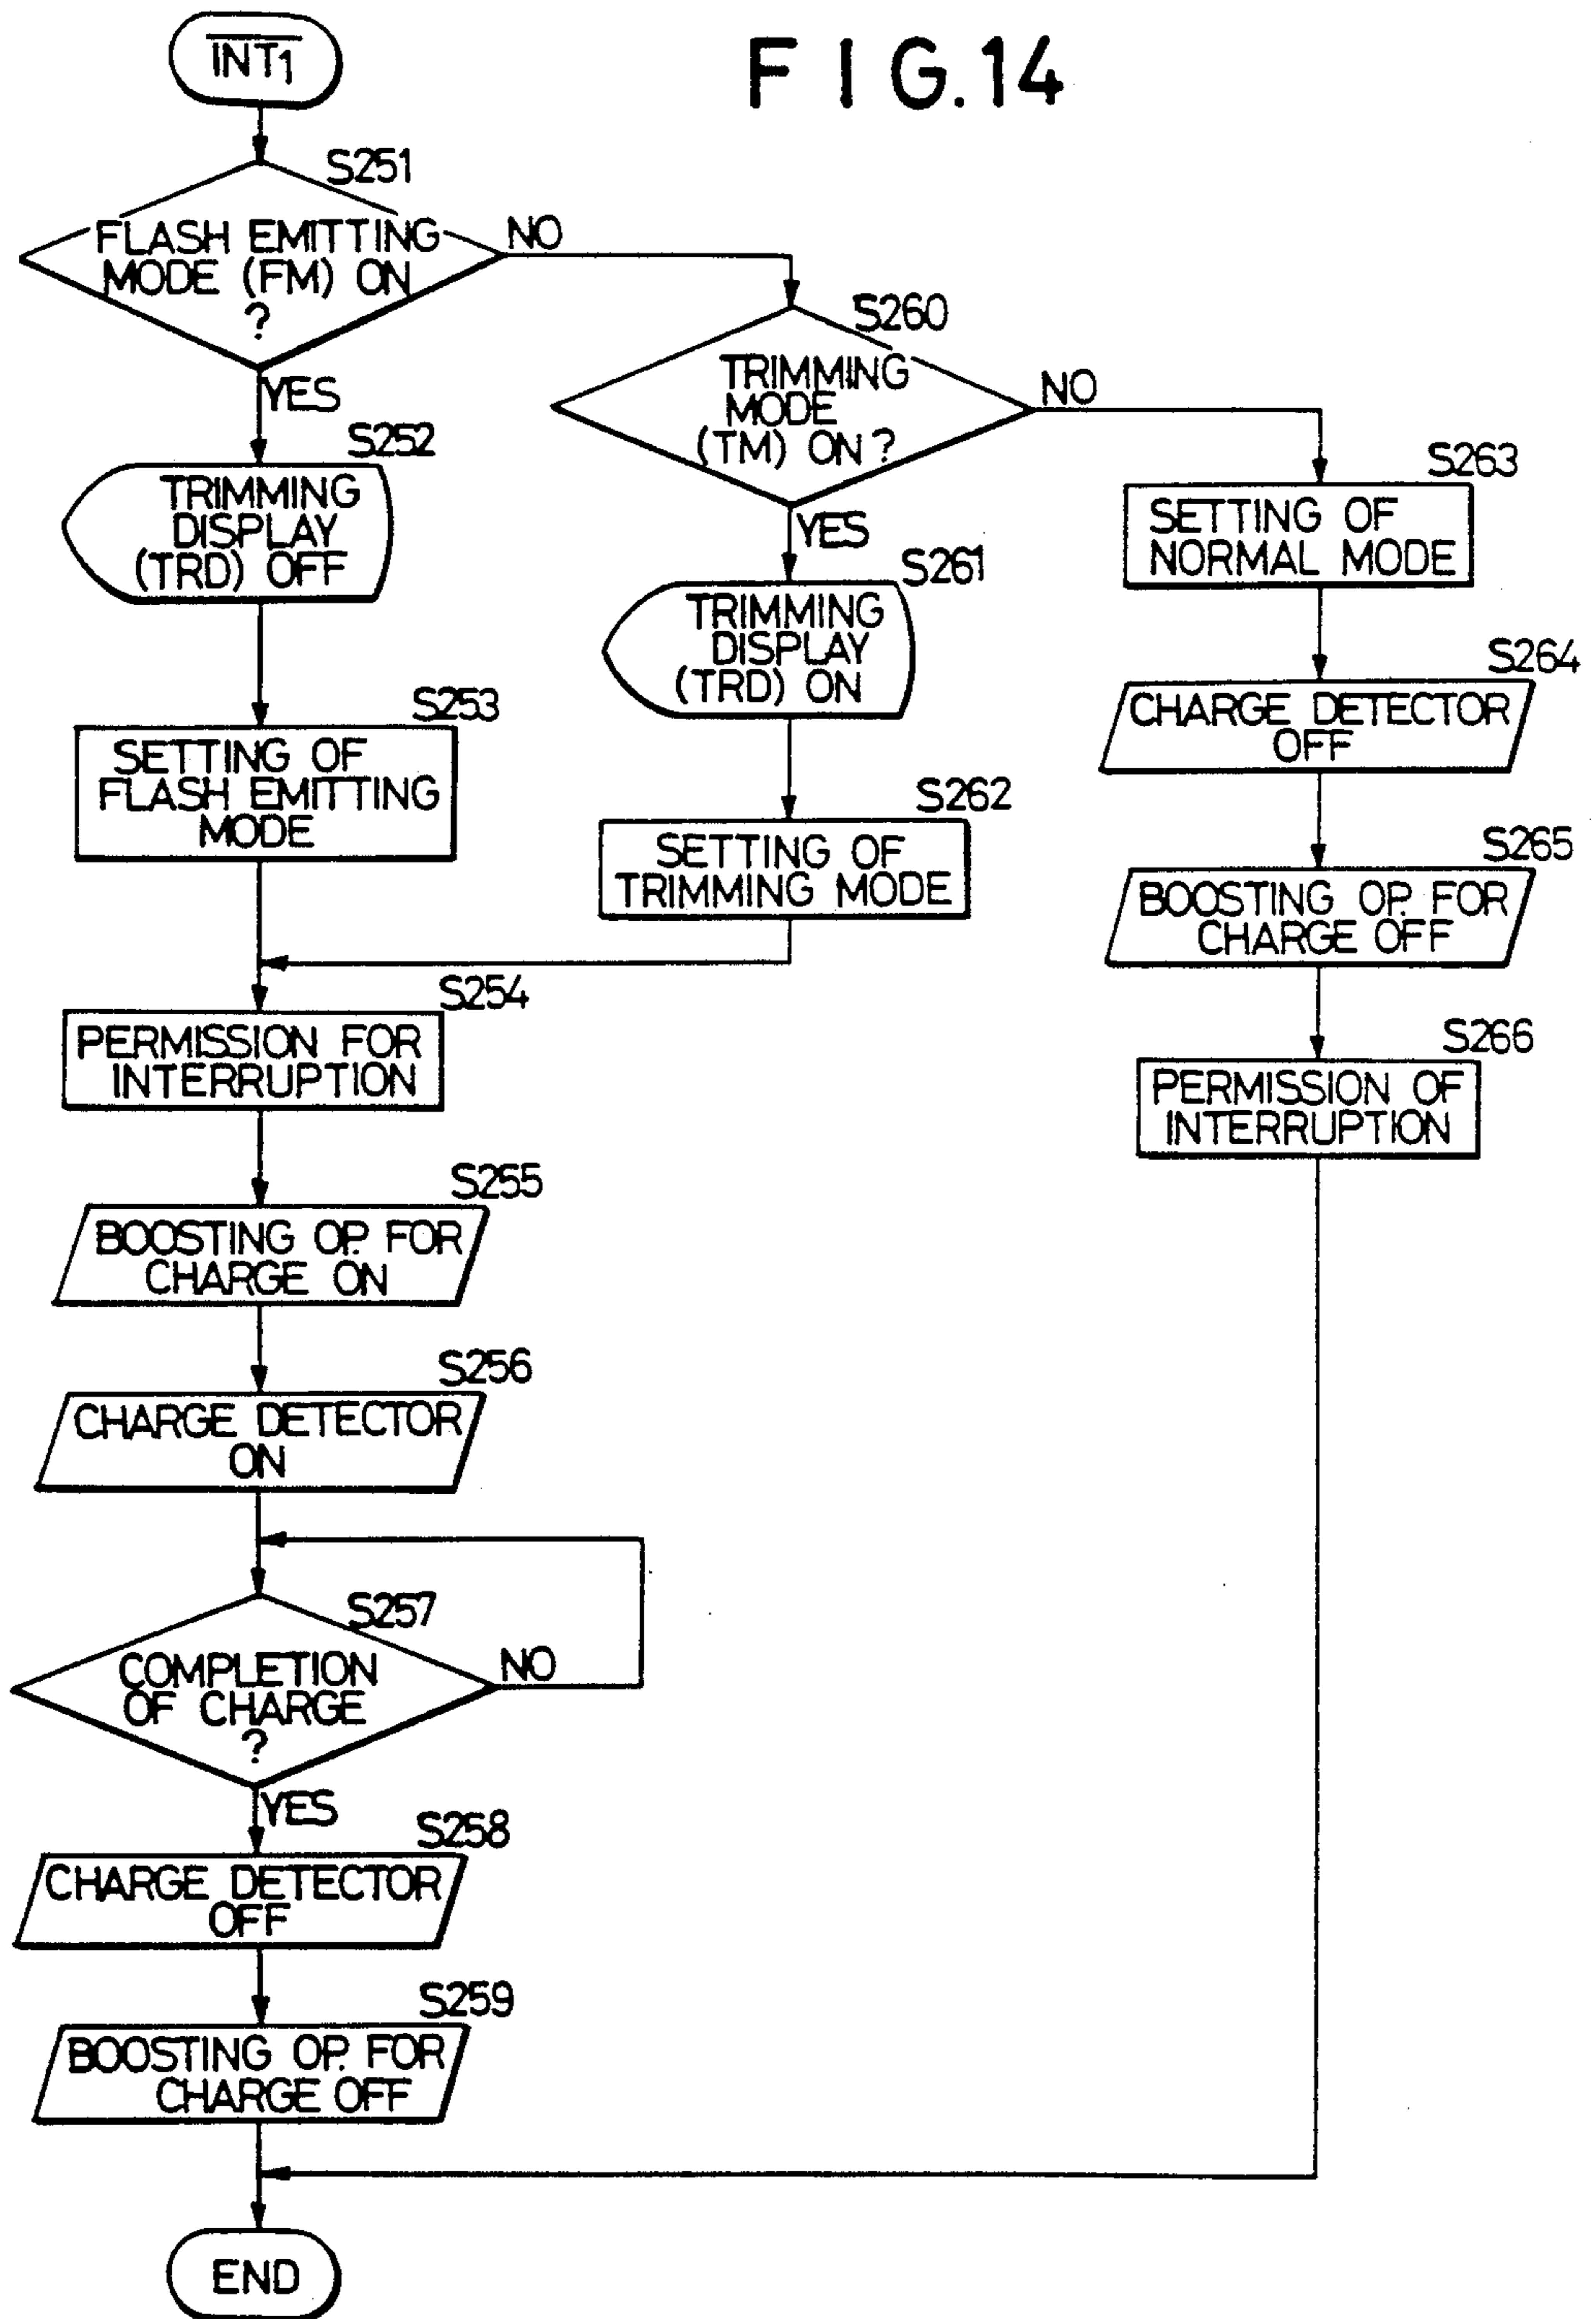 INT1
FIG.14
S251
FLASH EMITTING
MODE (FM) ON
?
NO
YES
S252
TRIMMING
DISPLAY
(TRD) OFF
S253
SETTING OF
FLASH EMITTING
MODE
S260
TRIMMING
MODE
(TM) ON ?
NO
YES
S261
TRIMMING
DISPLAY
(TRD) ON
S262
SETTING OF
TRIMMING MODE
S263
SETTING OF
NORMAL MODE
S264
CHARGE DETECTOR
OFF
S265
BOOSTING OP. FOR
CHARGE OFF
S266
PERMISSION OF
INTERRUPTION
S254
PERMISSION FOR
INTERRUPTION
S255
BOOSTING OP. FOR
CHARGE ON
S256
CHARGE DETECTOR
ON
S257
COMPLETION
OF CHARGE
?
NO
YES
S258
CHARGE DETECTOR
OFF
S259
BOOSTING OP. FOR
CHARGE OFF
END